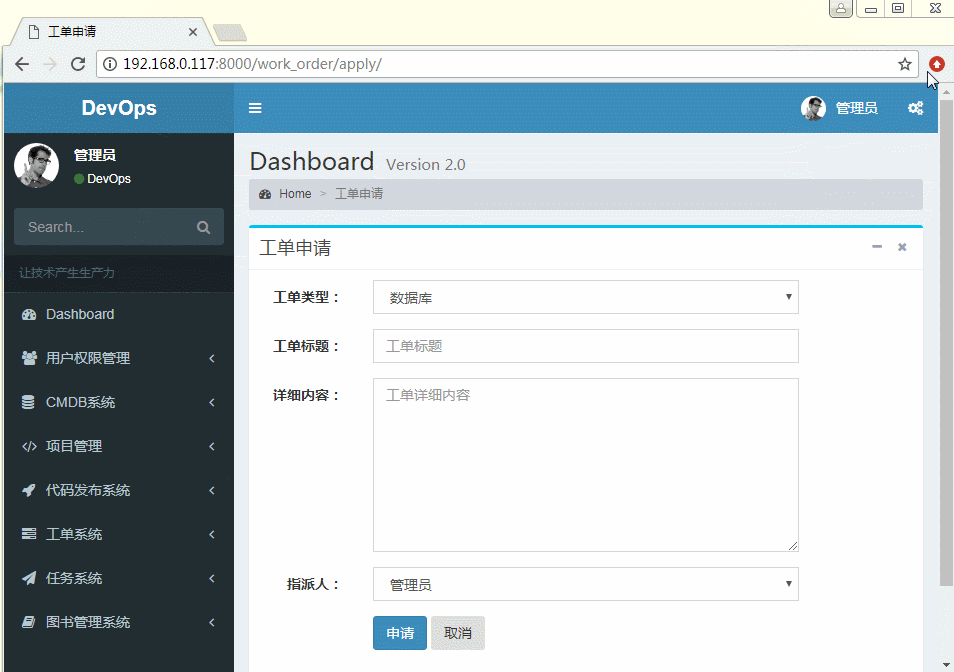 工单申请
192.168.0.117:8000/work_order/apply/
DevOps
管理员
管理员
DevOps
Search...
让技术产生生产力
Dashboard
用户权限管理
CMDB系统
项目管理
代码发布系统
工单系统
任务系统
图书管理系统
Dashboard Version 2.0
Home > 工单申请
工单申请
工单类型： 数据库
工单标题： 工单标题
详细内容： 工单详细内容
指派人： 管理员
申请 取消